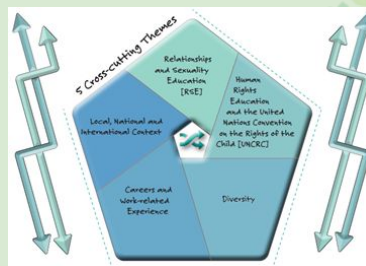 5 Cross-cutting Themes
Relationships
and Sexuality
Education
[RSE]
Human
Rights
Education
and the United
Nations Convention
on the Rights of the
Child [UNCRC]
Local, National and
International Context
Careers and
Work-related
Experience
Diversity